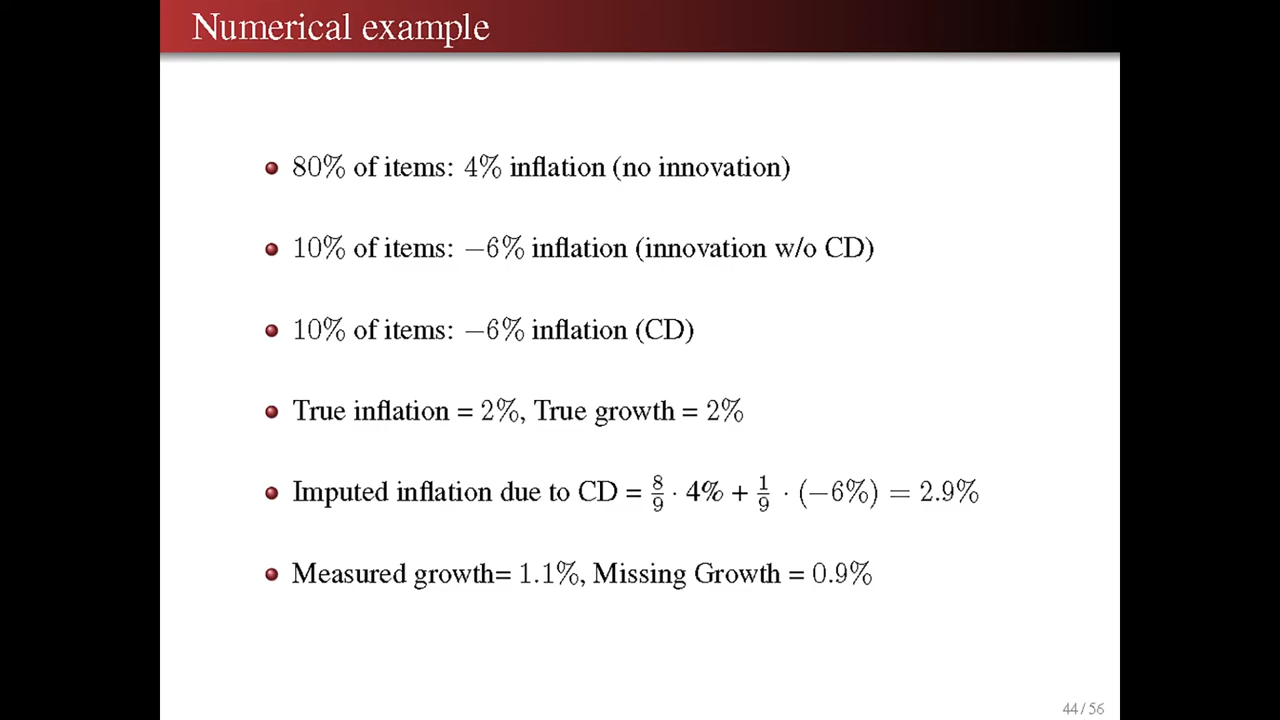 Numerical example
80% of items: 4% inflation (no innovation)
10% of items: −6% inflation (innovation w/o CD)
10% of items: −6% inflation (CD)
True inflation = 2%, True growth = 2%
Imputed inflation due to CD = 8/9 · 4% + 1/9 · (−6%) = 2.9%
Measured growth= 1.1%, Missing Growth = 0.9%
44 / 56